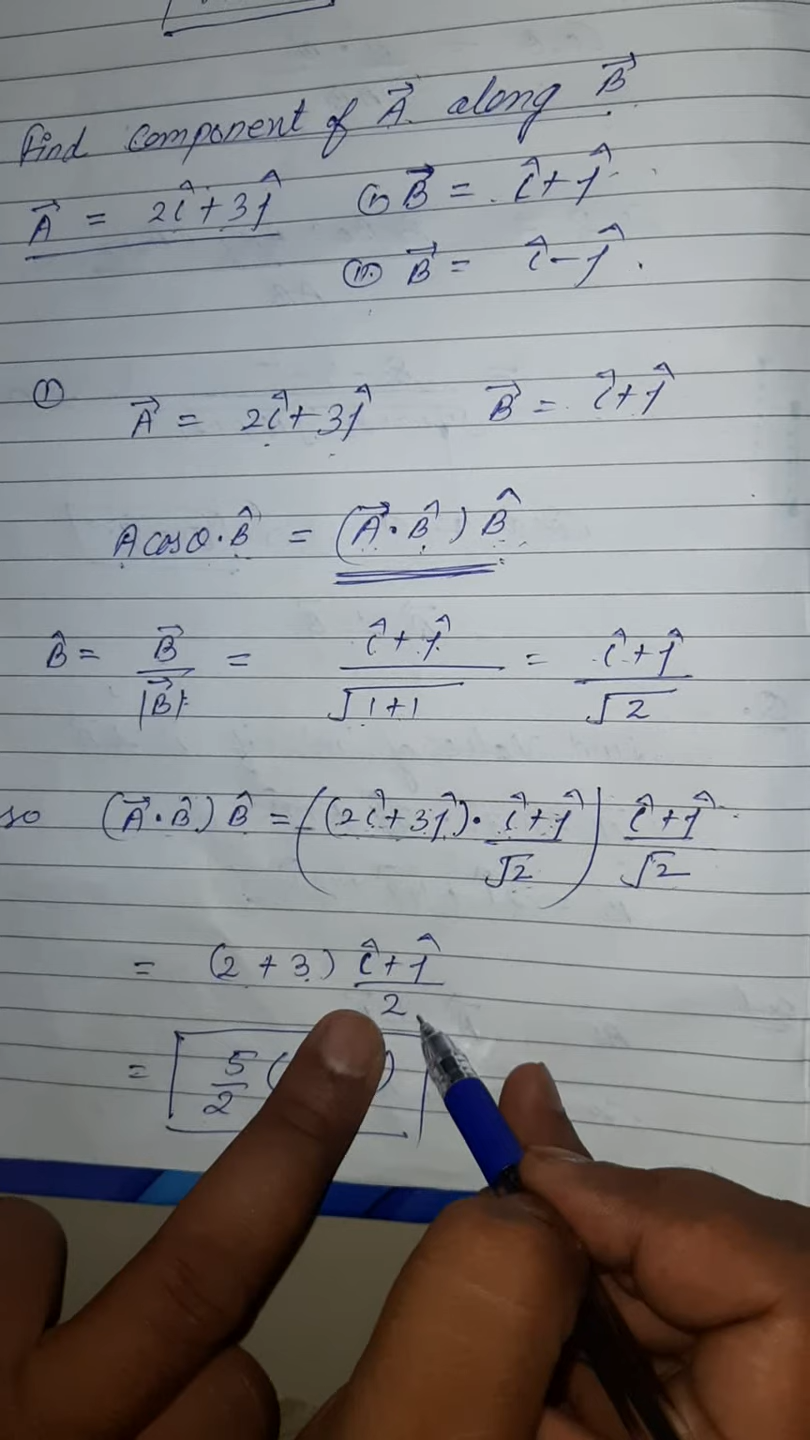 find component of A⃗ along B⃗
A⃗ = 2î + 3ĵ (i) B⃗ = î + ĵ
(ii) B⃗ = î - ĵ.
(1) A⃗ = 2î + 3ĵ B⃗ = î + ĵ
A cosθ · B̂ = (A⃗ · B̂) B̂
B̂ = B⃗/|B⃗| = (î + ĵ)/√(1+1) = (î + ĵ)/√2
so (A⃗ · B̂) B̂ = ((2î + 3ĵ) · (î + ĵ)/√2) (î + ĵ)/√2
= (2 + 3) (î + ĵ)/2
= 5/2 ( )